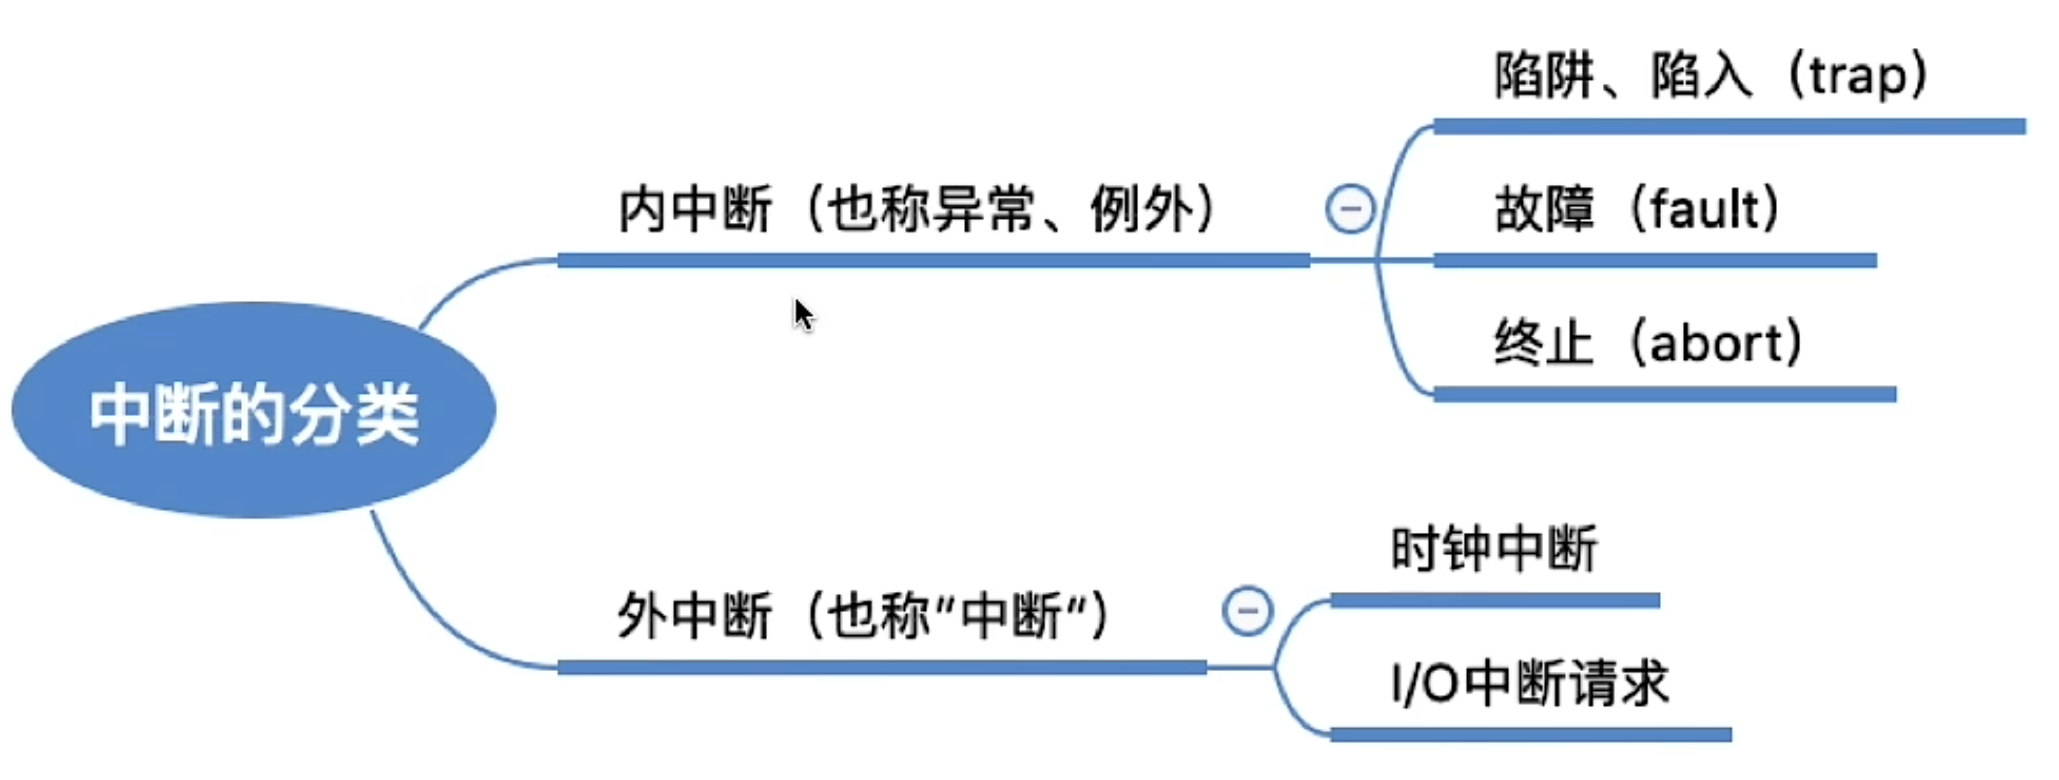 中断的分类
内中断（也称异常、例外）
陷阱、陷入（trap）
故障（fault）
终止（abort）
外中断（也称"中断"）
时钟中断
I/O中断请求